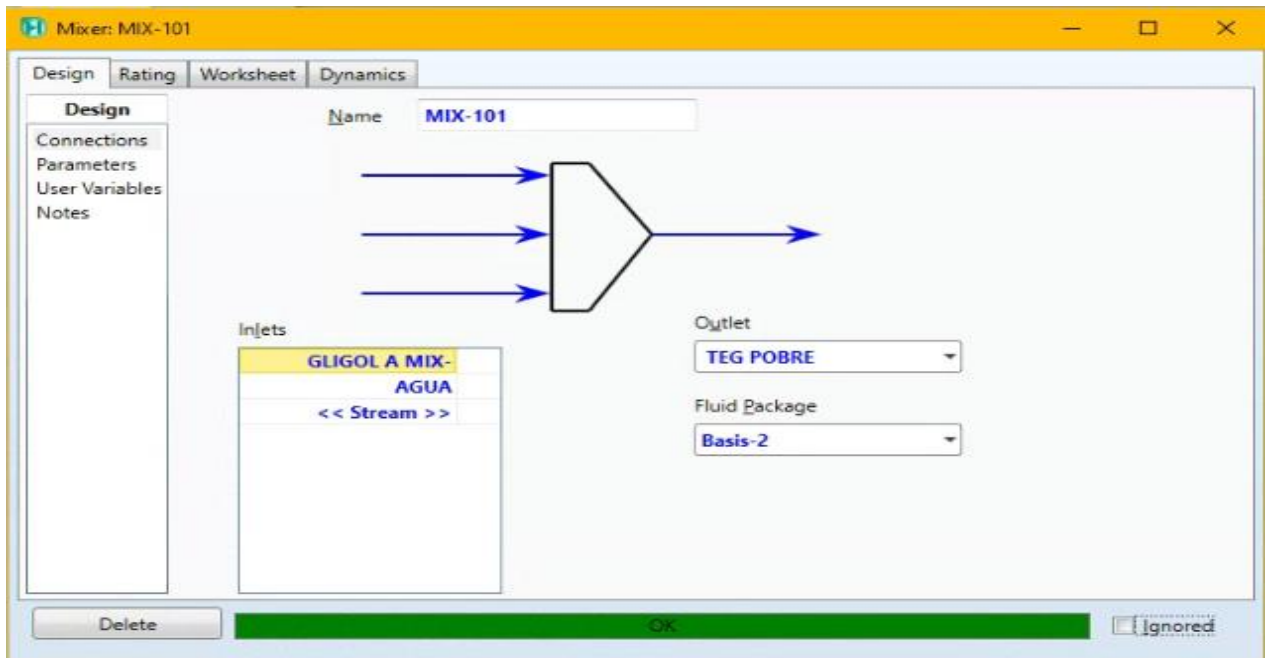 Mixer: MIX-101
Design Rating Worksheet Dynamics
Design
Connections
Parameters
User Variables
Notes
Name MIX-101
Inlets
GLIGOL A MIX-
AGUA
<< Stream >>
Outlet
TEG POBRE
Fluid Package
Basis-2
Delete OK Ignored